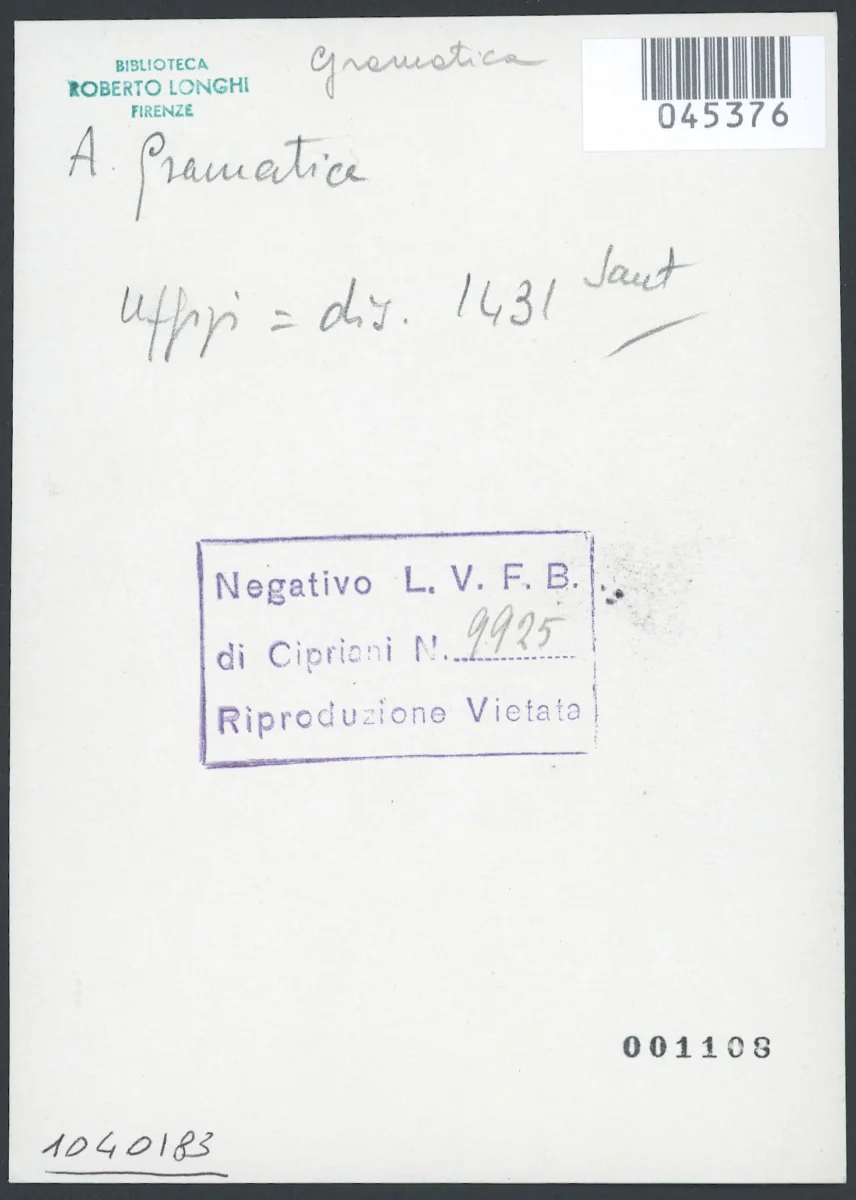 BIBLIOTECA
ROBERTO LONGHI
FIRENZE
Gramatica
045376
A. Gramatica
Uffizi = dis. 1431 Sant
Negativo L. V. F. B.
di Cipriani N. 9925
Riproduzione Vietata
001108
1040183